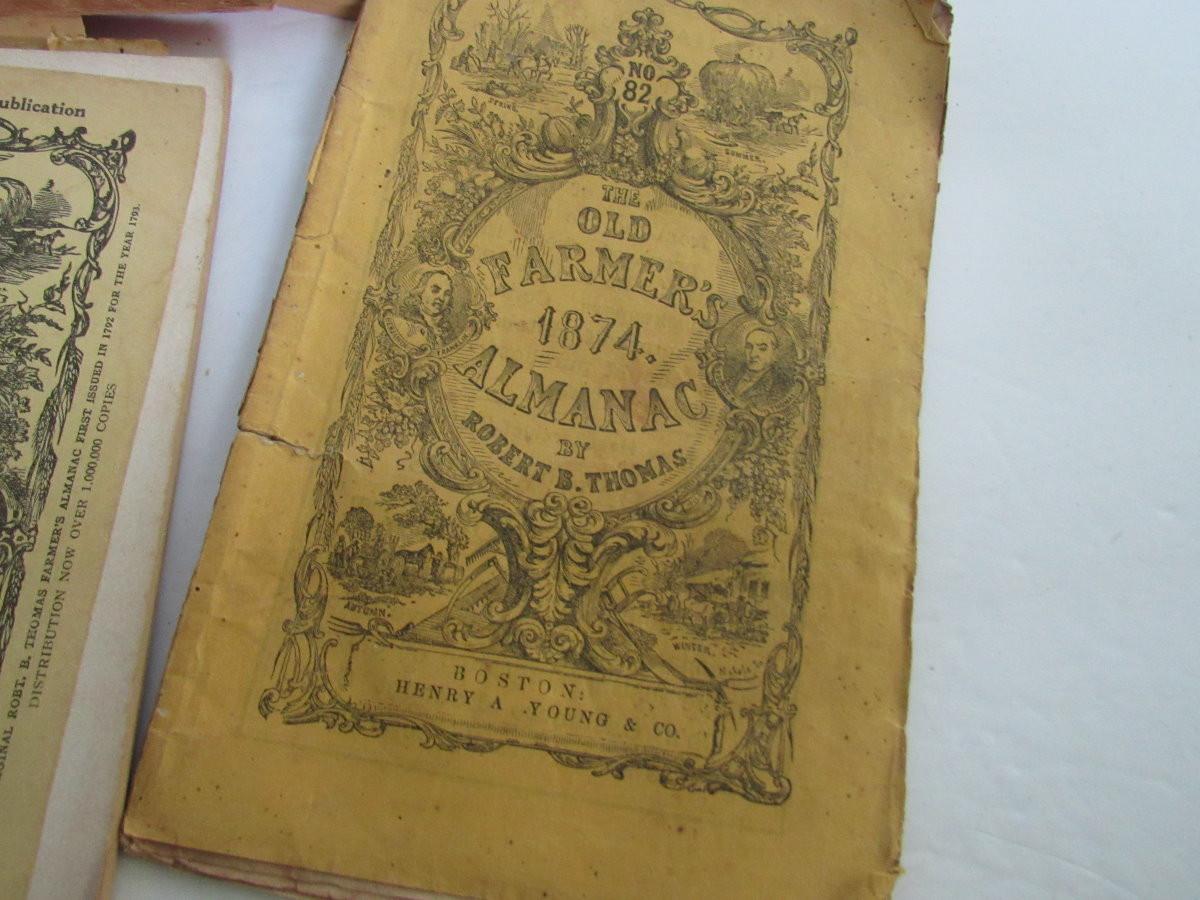 ublication
ORIGINAL ROBT. B. THOMAS FARMER'S ALMANAC FIRST ISSUED IN 1792 FOR THE YEAR 1793.
DISTRIBUTION NOW OVER 1,000,000 COPIES
NO
82
SPRING.
SUMMER.
THE
OLD
FARMER'S
1874.
ALMANAC
BY
ROBERT B. THOMAS
AUTUMN.
WINTER.
BOSTON:
HENRY A. YOUNG & CO.